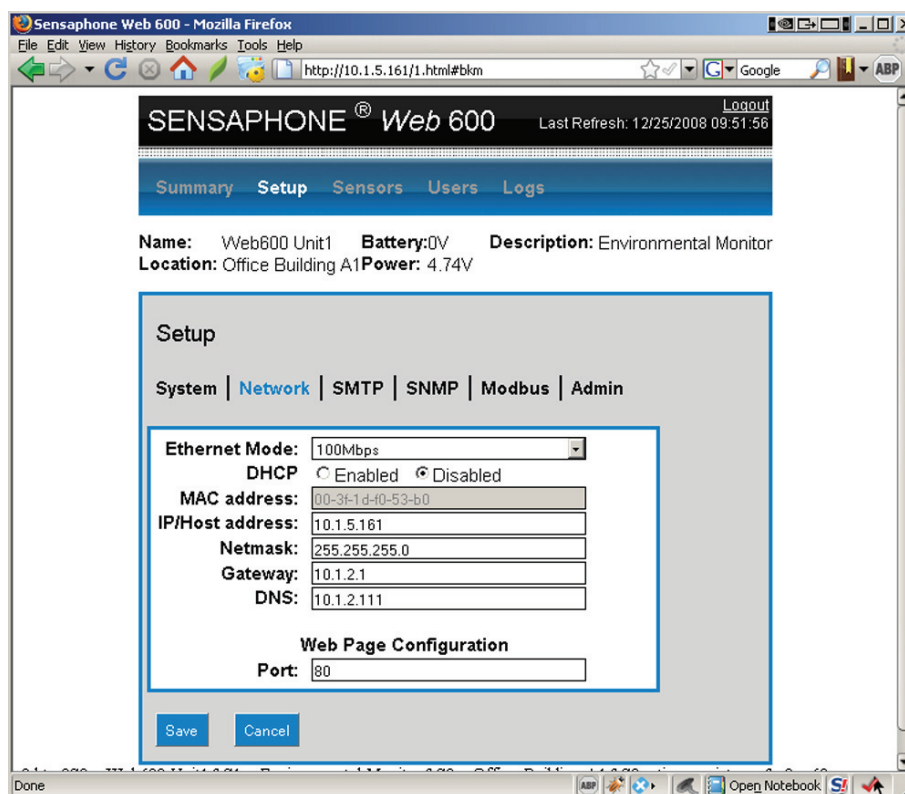 Sensaphone Web 600 - Mozilla Firefox
File Edit View History Bookmarks Tools Help
http://10.1.5.161/1.html#bkm
G Google
ABP
SENSAPHONE ® Web 600
Logout
Last Refresh: 12/25/2008 09:51:56
Summary Setup Sensors Users Logs
Name: Web600 Unit1 Battery:0V Description: Environmental Monitor
Location: Office Building A1Power: 4.74V
Setup
System | Network | SMTP | SNMP | Modbus | Admin
Ethernet Mode: 100Mbps
DHCP Enabled Disabled
MAC address: 00-3f-1d-f0-53-b0
IP/Host address: 10.1.5.161
Netmask: 255.255.255.0
Gateway: 10.1.2.1
DNS: 10.1.2.111
Web Page Configuration
Port: 80
Save Cancel
Done
ABP
Open Notebook
S!